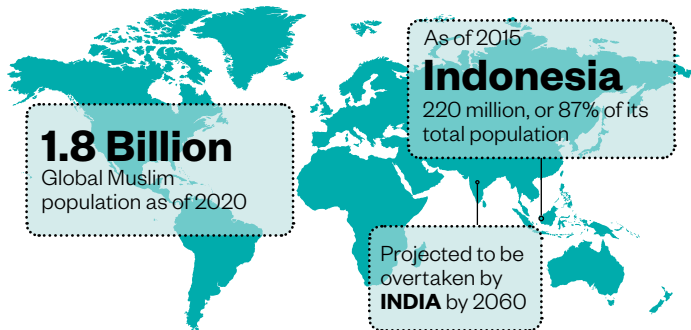 1.8 Billion
Global Muslim
population as of 2020
As of 2015
Indonesia
220 million, or 87% of its
total population
Projected to be
overtaken by
INDIA by 2060